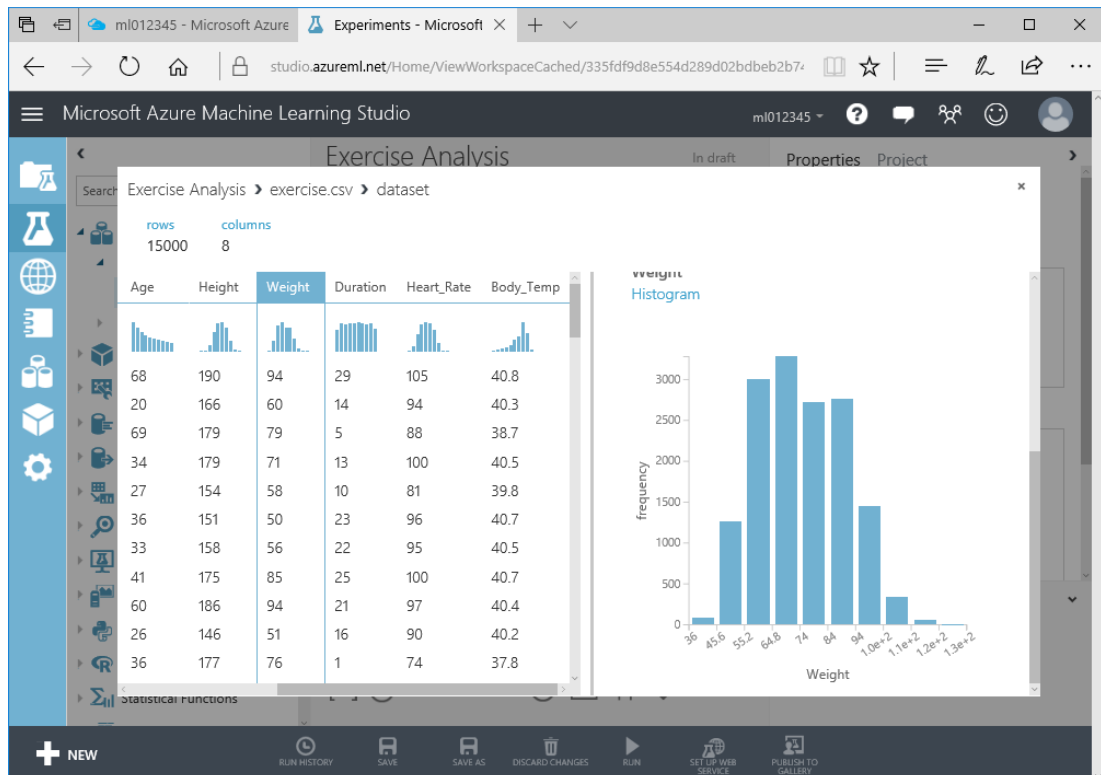 ml012345 - Microsoft Azure
Experiments - Microsoft
studio.azureml.net/Home/ViewWorkspaceCached/335fdf9d8e554d289d02bdbeb2b74
Microsoft Azure Machine Learning Studio
ml012345
Exercise Analysis
In draft
Properties Project
Search
Exercise Analysis > exercise.csv > dataset
rows columns
15000 8
Age Height Weight Duration Heart_Rate Body_Temp
68 190 94 29 105 40.8
20 166 60 14 94 40.3
69 179 79 5 88 38.7
34 179 71 13 100 40.5
27 154 58 10 81 39.8
36 151 50 23 96 40.7
33 158 56 22 95 40.5
41 175 85 25 100 40.7
60 186 94 21 97 40.4
26 146 51 16 90 40.2
36 177 76 1 74 37.8
Weight
Histogram
3000
2500
2000
1500
1000
500
0
frequency
36 45.6 55.2 64.8 74 84 94 1.0e+2 1.1e+2 1.2e+2 1.3e+2
Weight
Statistical Functions
NEW
RUN HISTORY
SAVE
SAVE AS
DISCARD CHANGES
RUN
SET UP WEB
SERVICE
PUBLISH TO
GALLERY